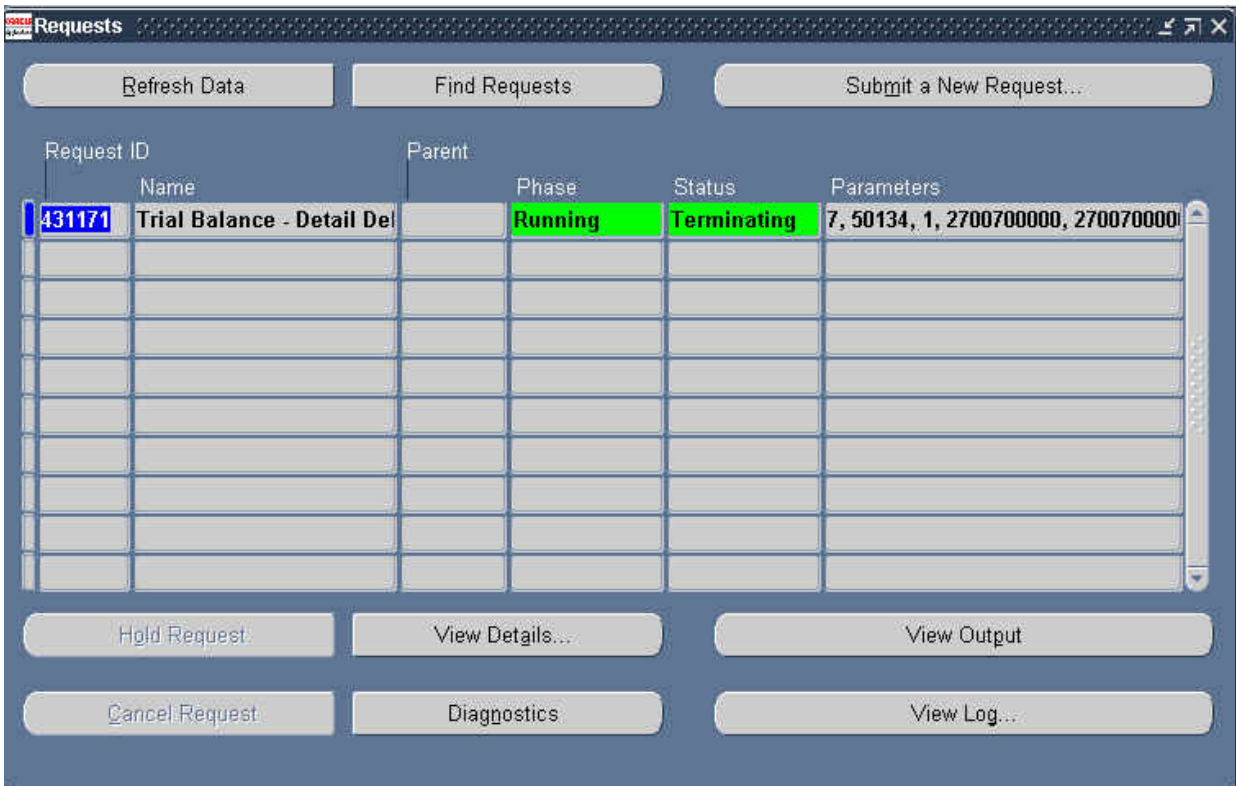 ORACLE
Requests
Refresh Data Find Requests Submit a New Request...
Request ID Parent
Name Phase Status Parameters
431171 Trial Balance - Detail Del Running Terminating 7, 50134, 1, 2700700000, 270070000
Hold Request View Details... View Output
Cancel Request Diagnostics View Log...